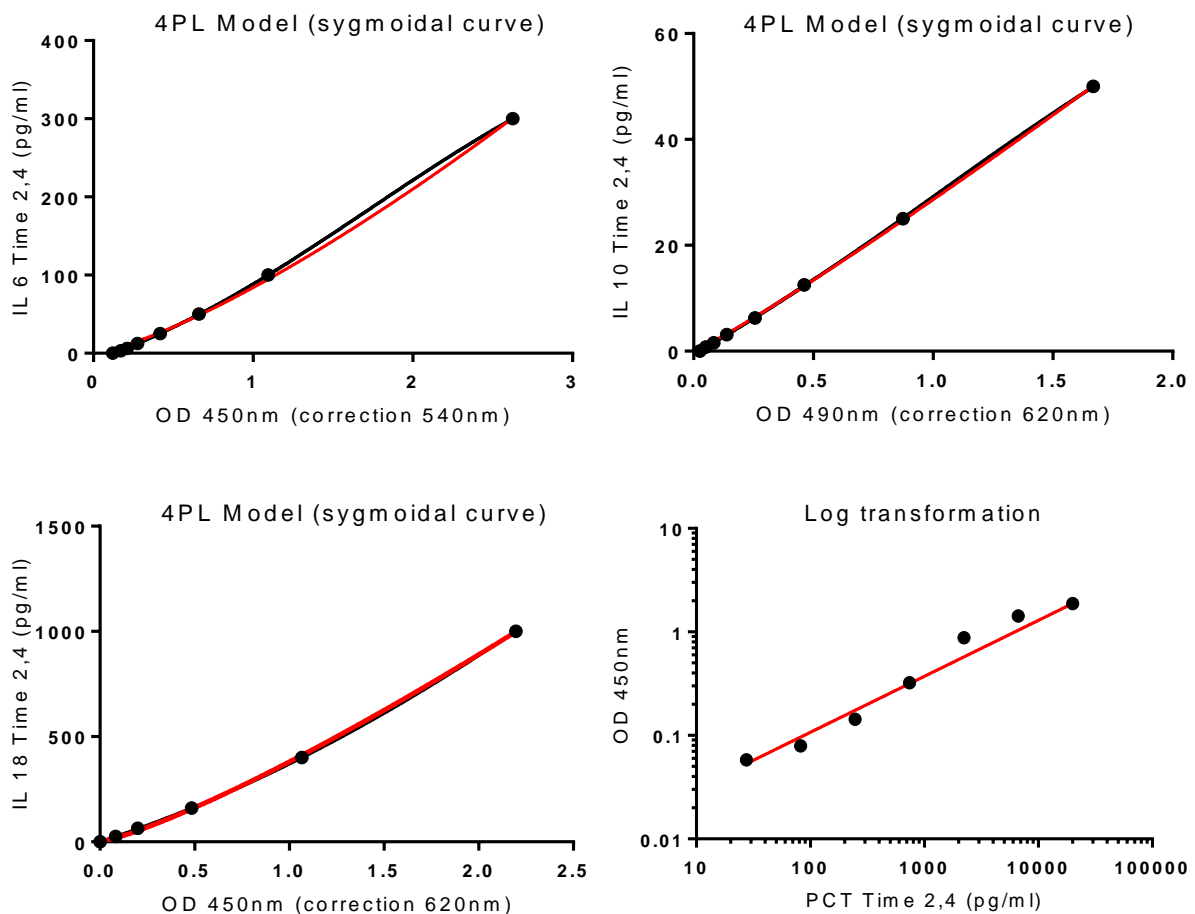 4PL Model (sygmoidal curve)
400
300
200
100
0
IL 6 Time 2,4 (pg/ml)
0 1 2 3
OD 450nm (correction 540nm)
4PL Model (sygmoidal curve)
60
40
20
0
IL 10 Time 2,4 (pg/ml)
0.0 0.5 1.0 1.5 2.0
OD 490nm (correction 620nm)
4PL Model (sygmoidal curve)
1500
1000
500
0
IL 18 Time 2,4 (pg/ml)
0.0 0.5 1.0 1.5 2.0 2.5
OD 450nm (correction 620nm)
Log transformation
10
1
0.1
0.01
OD 450nm
10 100 1000 10000 100000
PCT Time 2,4 (pg/ml)